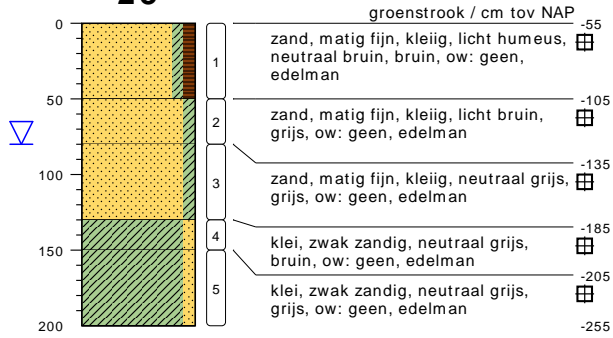 groenstrook / cm tov NAP
0
-55
zand, matig fijn, kleiig, licht humeus,
neutraal bruin, bruin, ow: geen,
edelman
1
50
-105
zand, matig fijn, kleiig, licht bruin,
grijs, ow: geen, edelman
2
-135
zand, matig fijn, kleiig, neutraal grijs,
grijs, ow: geen, edelman
100
3
-185
klei, zwak zandig, neutraal grijs,
bruin, ow: geen, edelman
4
150
-205
klei, zwak zandig, neutraal grijs,
grijs, ow: geen, edelman
5
200
-255